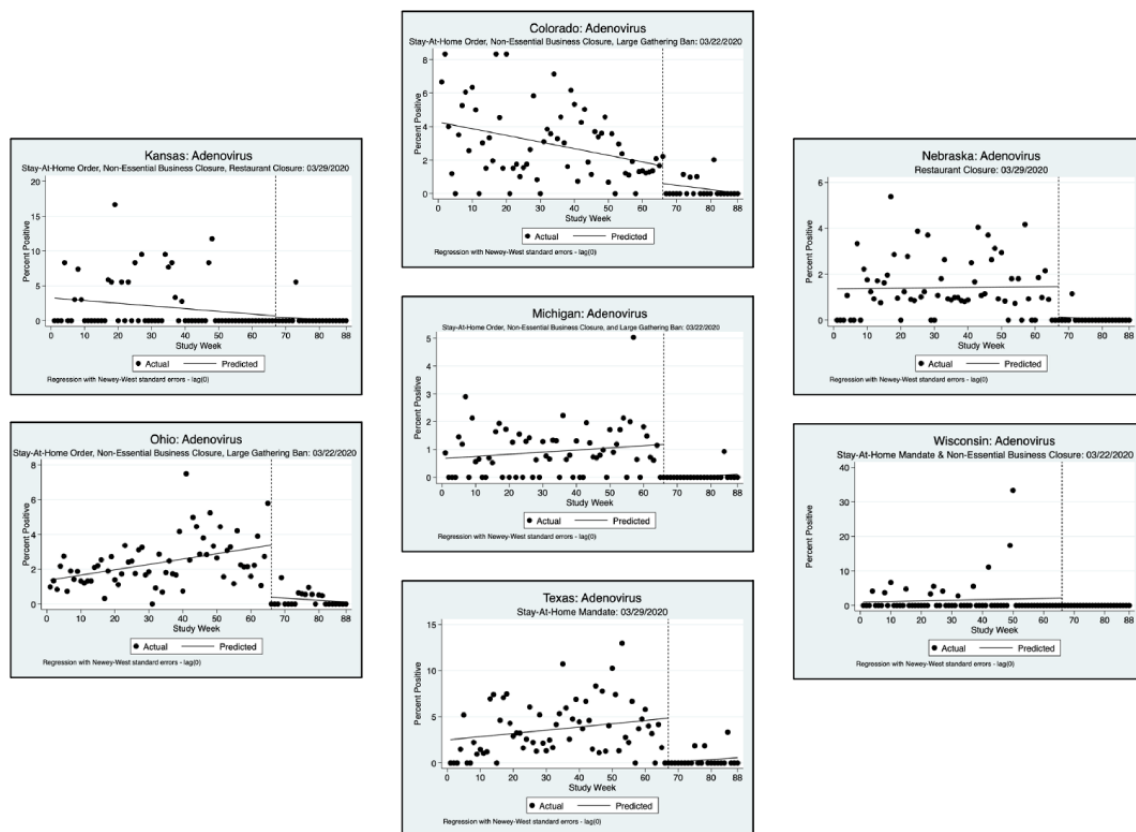 Colorado: Adenovirus
Stay-At-Home Order, Non-Essential Business Closure, Large Gathering Ban: 03/22/2020
Percent Positive
8
6
4
2
0
0 10 20 30 40 50 60 70 88
Study Week
Actual Predicted
Regression with Newey-West standard errors - lag(0)
Kansas: Adenovirus
Stay-At-Home Order, Non-Essential Business Closure, Restaurant Closure: 03/29/2020
Percent Positive
20
15
10
5
0
0 10 20 30 40 50 60 70 88
Study Week
Actual Predicted
Regression with Newey-West standard errors - lag(0)
Nebraska: Adenovirus
Restaurant Closure: 03/29/2020
Percent Positive
6
4
2
0
0 10 20 30 40 50 60 70 88
Study Week
Actual Predicted
Regression with Newey-West standard errors - lag(0)
Michigan: Adenovirus
Stay-At-Home Order, Non-Essential Business Closure, and Large Gathering Ban: 03/22/2020
Percent Positive
5
4
3
2
1
0
0 10 20 30 40 50 60 70 88
Study Week
Actual Predicted
Regression with Newey-West standard errors - lag(0)
Ohio: Adenovirus
Stay-At-Home Order, Non-Essential Business Closure, Large Gathering Ban: 03/22/2020
Percent Positive
8
6
4
2
0
0 10 20 30 40 50 60 70 88
Study Week
Actual Predicted
Regression with Newey-West standard errors - lag(0)
Wisconsin: Adenovirus
Stay-At-Home Mandate & Non-Essential Business Closure: 03/22/2020
Percent Positive
40
30
20
10
0
0 10 20 30 40 50 60 70 88
Study Week
Actual Predicted
Regression with Newey-West standard errors - lag(0)
Texas: Adenovirus
Stay-At-Home Mandate: 03/29/2020
Percent Positive
15
10
5
0
0 10 20 30 40 50 60 70 88
Study Week
Actual Predicted
Regression with Newey-West standard errors - lag(0)